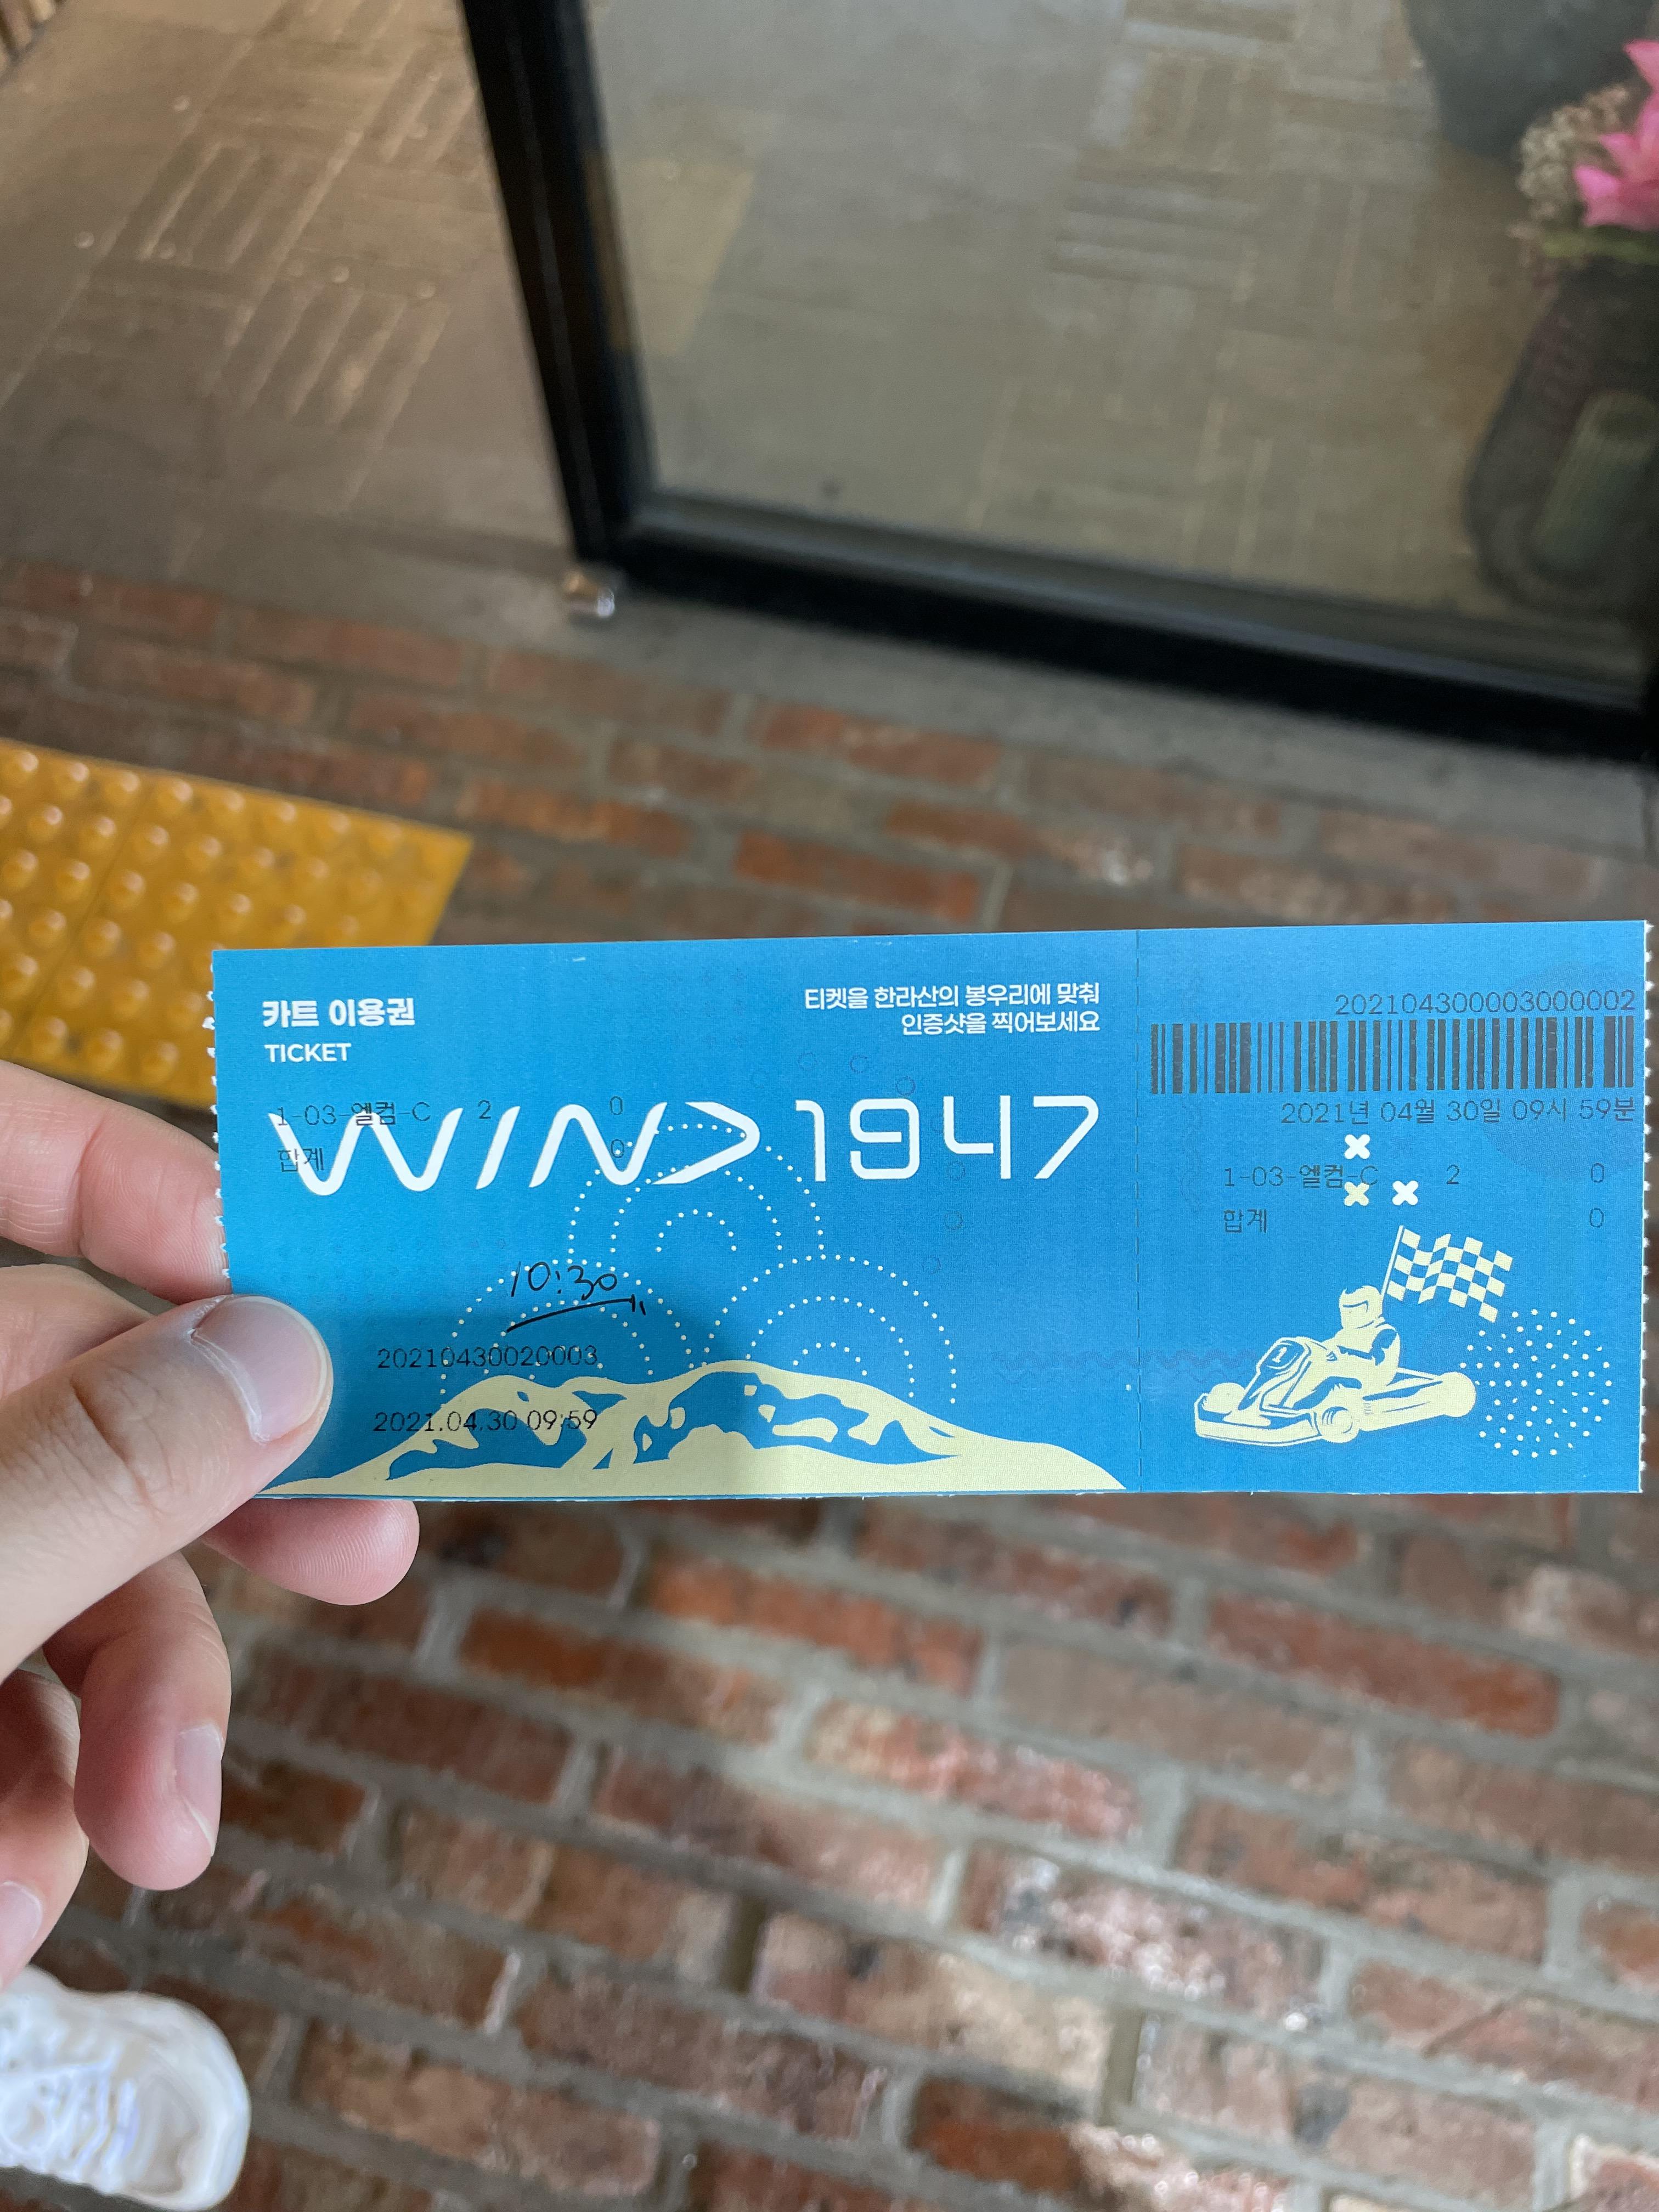 카트 이용권
TICKET
티켓을 한라산의 봉우리에 맞춰
인증샷을 찍어보세요
1-03-엘컴-C 2 0
합계 0
WIND 1947
10:30
20210430020003
2021.04.30 09:59
202104300003000002
2021년 04월 30일 09시 59분
1-03-엘컴-C 2 0
합계 0
1